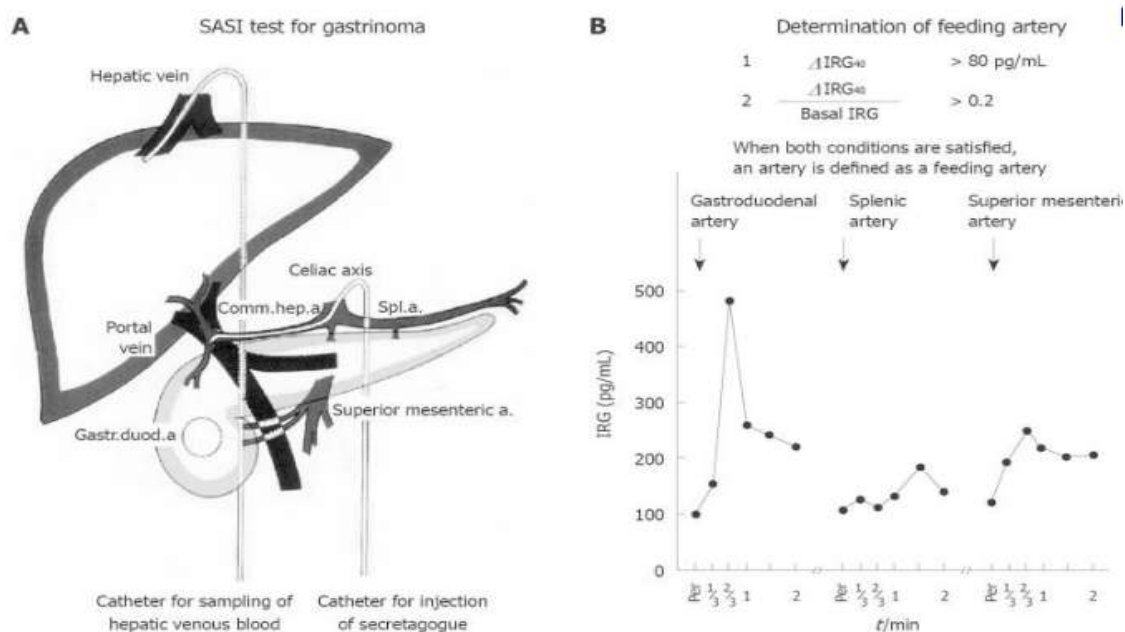 A
SASI test for gastrinoma
Hepatic vein
Celiac axis
Comm.hep.a
Spl.a.
Portal
vein
Superior mesenteric a.
Gastr.duod.a
Catheter for sampling of
hepatic venous blood
Catheter for injection
of secretagogue
B
Determination of feeding artery
1 ΔIRG40 > 80 pg/mL
2 ΔIRG40 > 0.2
Basal IRG
When both conditions are satisfied,
an artery is defined as a feeding artery
Gastroduodenal
artery
Splenic
artery
Superior mesenteric
artery
IRG (pg/mL)
500
400
300
200
100
0
Per 1/3 2/3 1 2
Per 1/3 2/3 1 2
Per 1/3 2/3 1 2
t/min